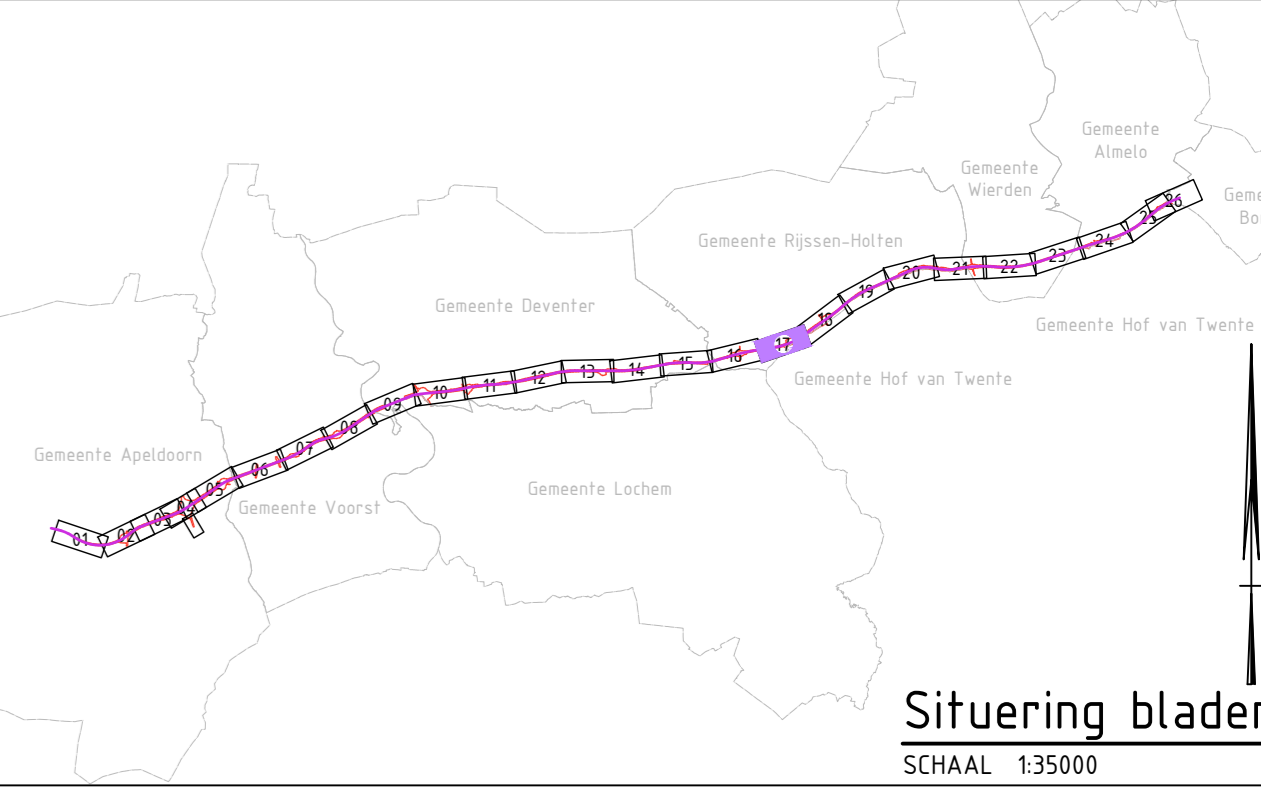 Gemeente
Almelo
Gemeente
Wierden
Gemeente Rijssen-Holten
Gemeente Deventer
Gemeente Hof van Twente
Gemeente Hof van Twente
Gemeente Apeldoorn
Gemeente Lochem
Gemeente Voorst
01
02
03
04
05
06
07
08
09
10
11
12
13
14
15
16
17
18
19
20
21
22
23
24
25
26
Situering
SCHAAL 1:35000